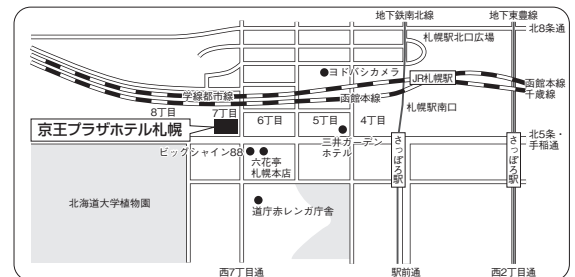 地下鉄南北線
地下東豊線
札幌駅北口広場
北8条通
ヨドバシカメラ
JR札幌駅
学園都市線
函館本線
函館本線
千歳線
8丁目
7丁目
6丁目
5丁目
4丁目
札幌駅南口
京王プラザホテル札幌
三井ガーデン
ホテル
北5条・
手稲通
ビッグシャイン88
六花亭
札幌本店
さっぽろ駅
さっぽろ駅
北海道大学植物園
道庁赤レンガ庁舎
西7丁目通
駅前通
西2丁目通